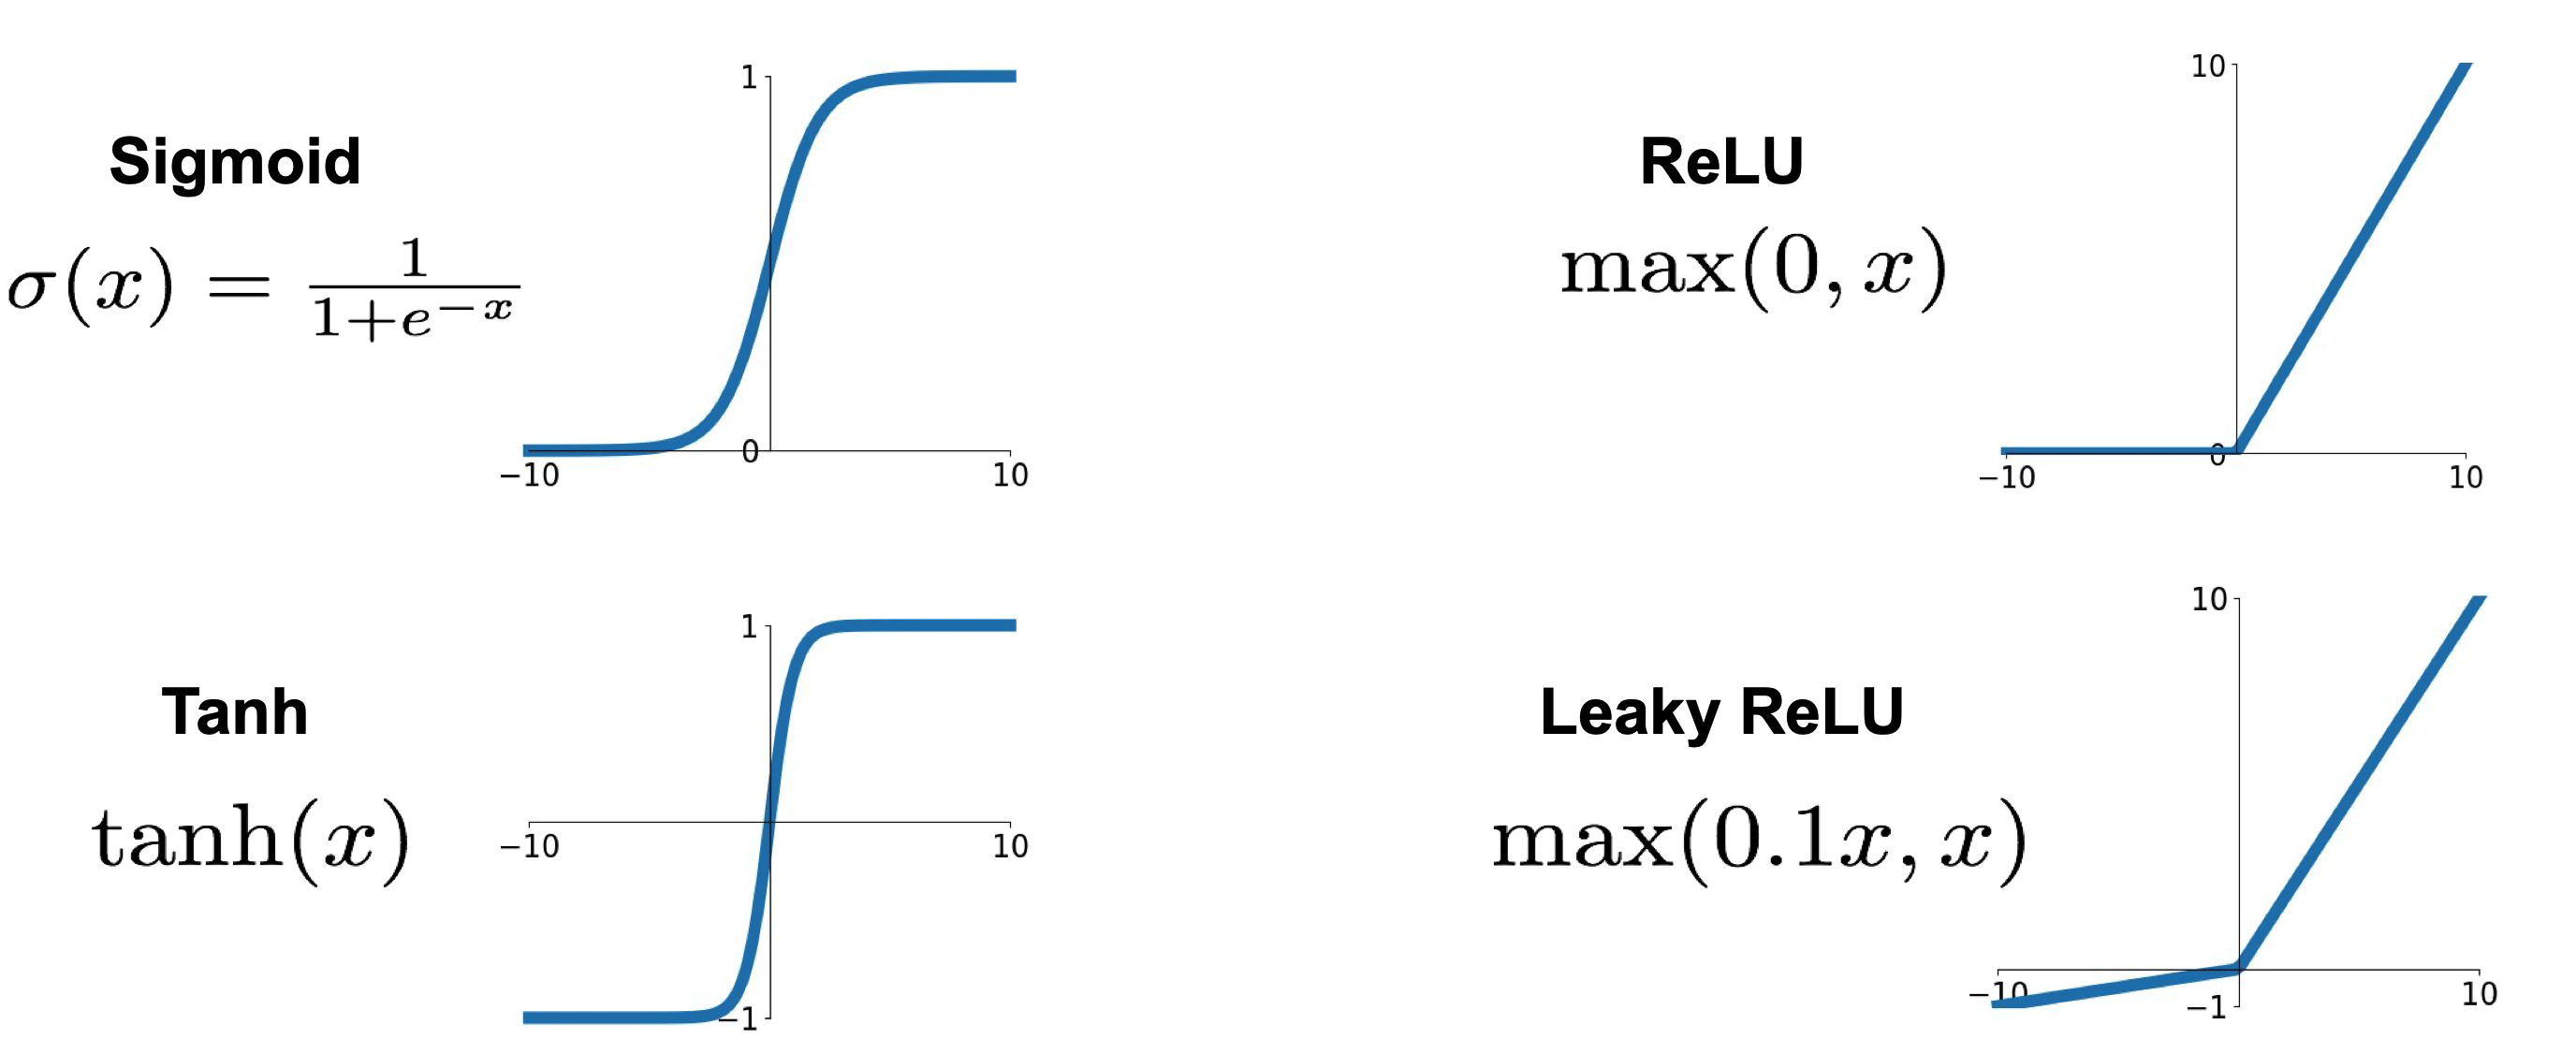 Sigmoid
σ(x) = 1 / 1+e^−x
1
0
−10 10
ReLU
max(0, x)
10
0
−10 10
Tanh
tanh(x)
1
−10 10
−1
Leaky ReLU
max(0.1x, x)
10
−10 10
−1